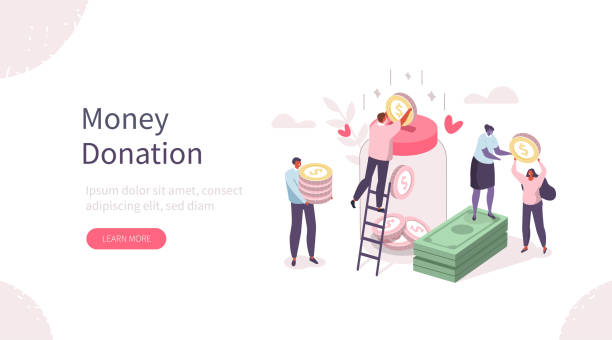 Money
Donation
Ipsum dolor sit amet, consect
adipiscing elit, sed diam
LEARN MORE
$
$
$
$